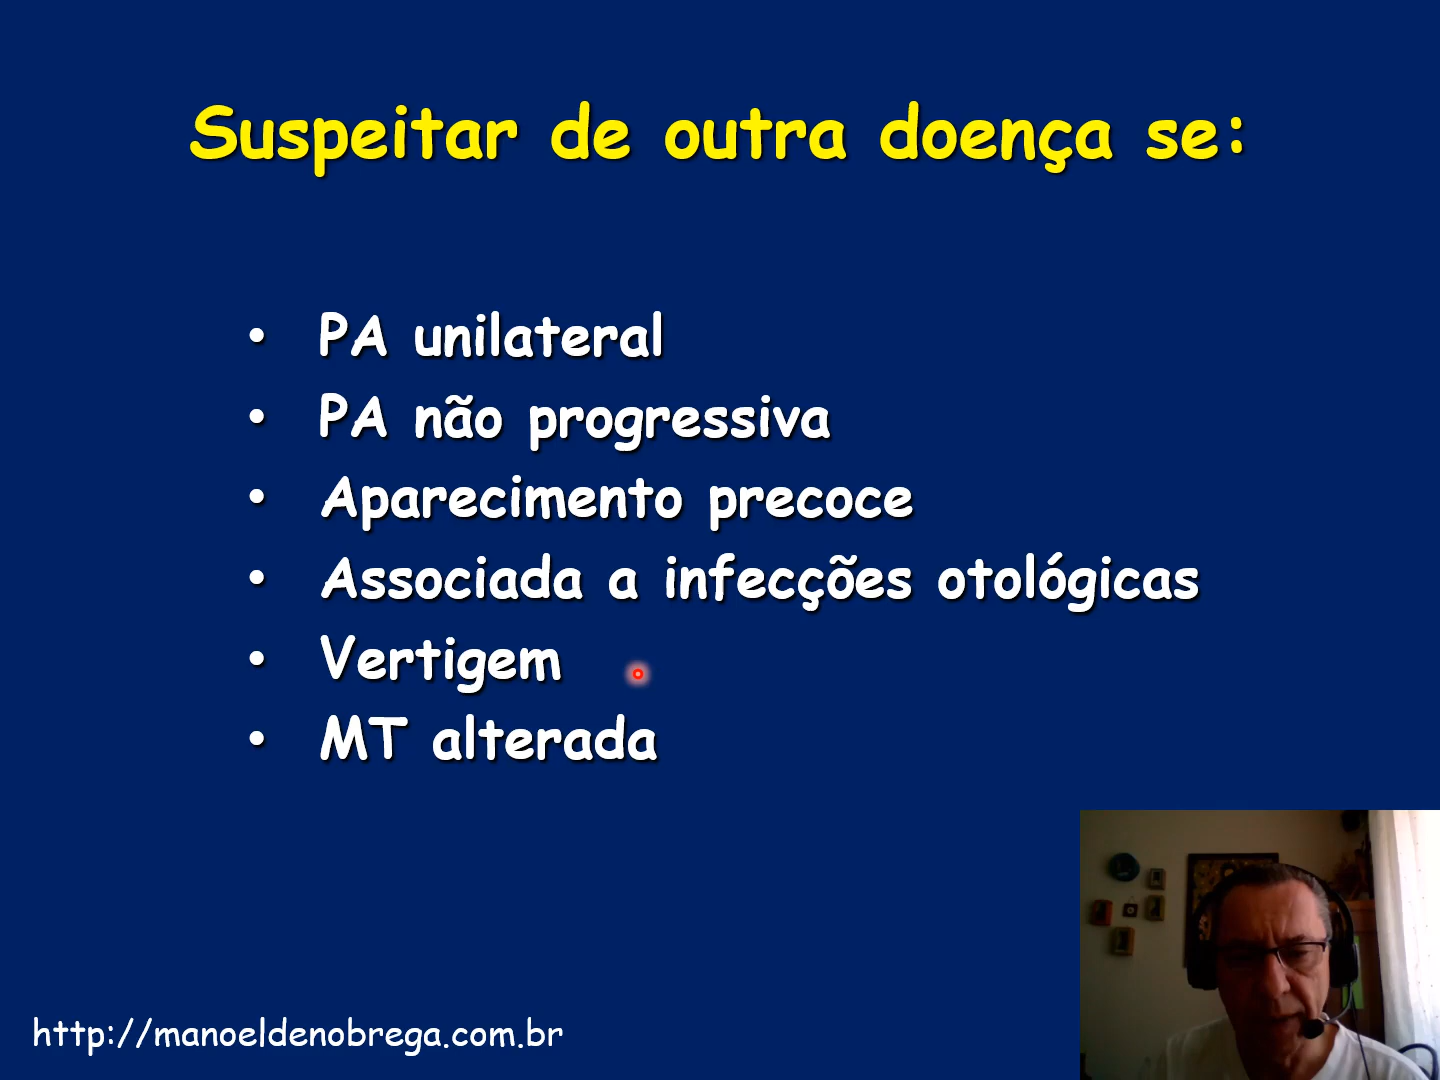 Suspeitar de outra doença se:
• PA unilateral
• PA não progressiva
• Aparecimento precoce
• Associada a infecções otológicas
• Vertigem
• MT alterada
http://manoeldenobrega.com.br